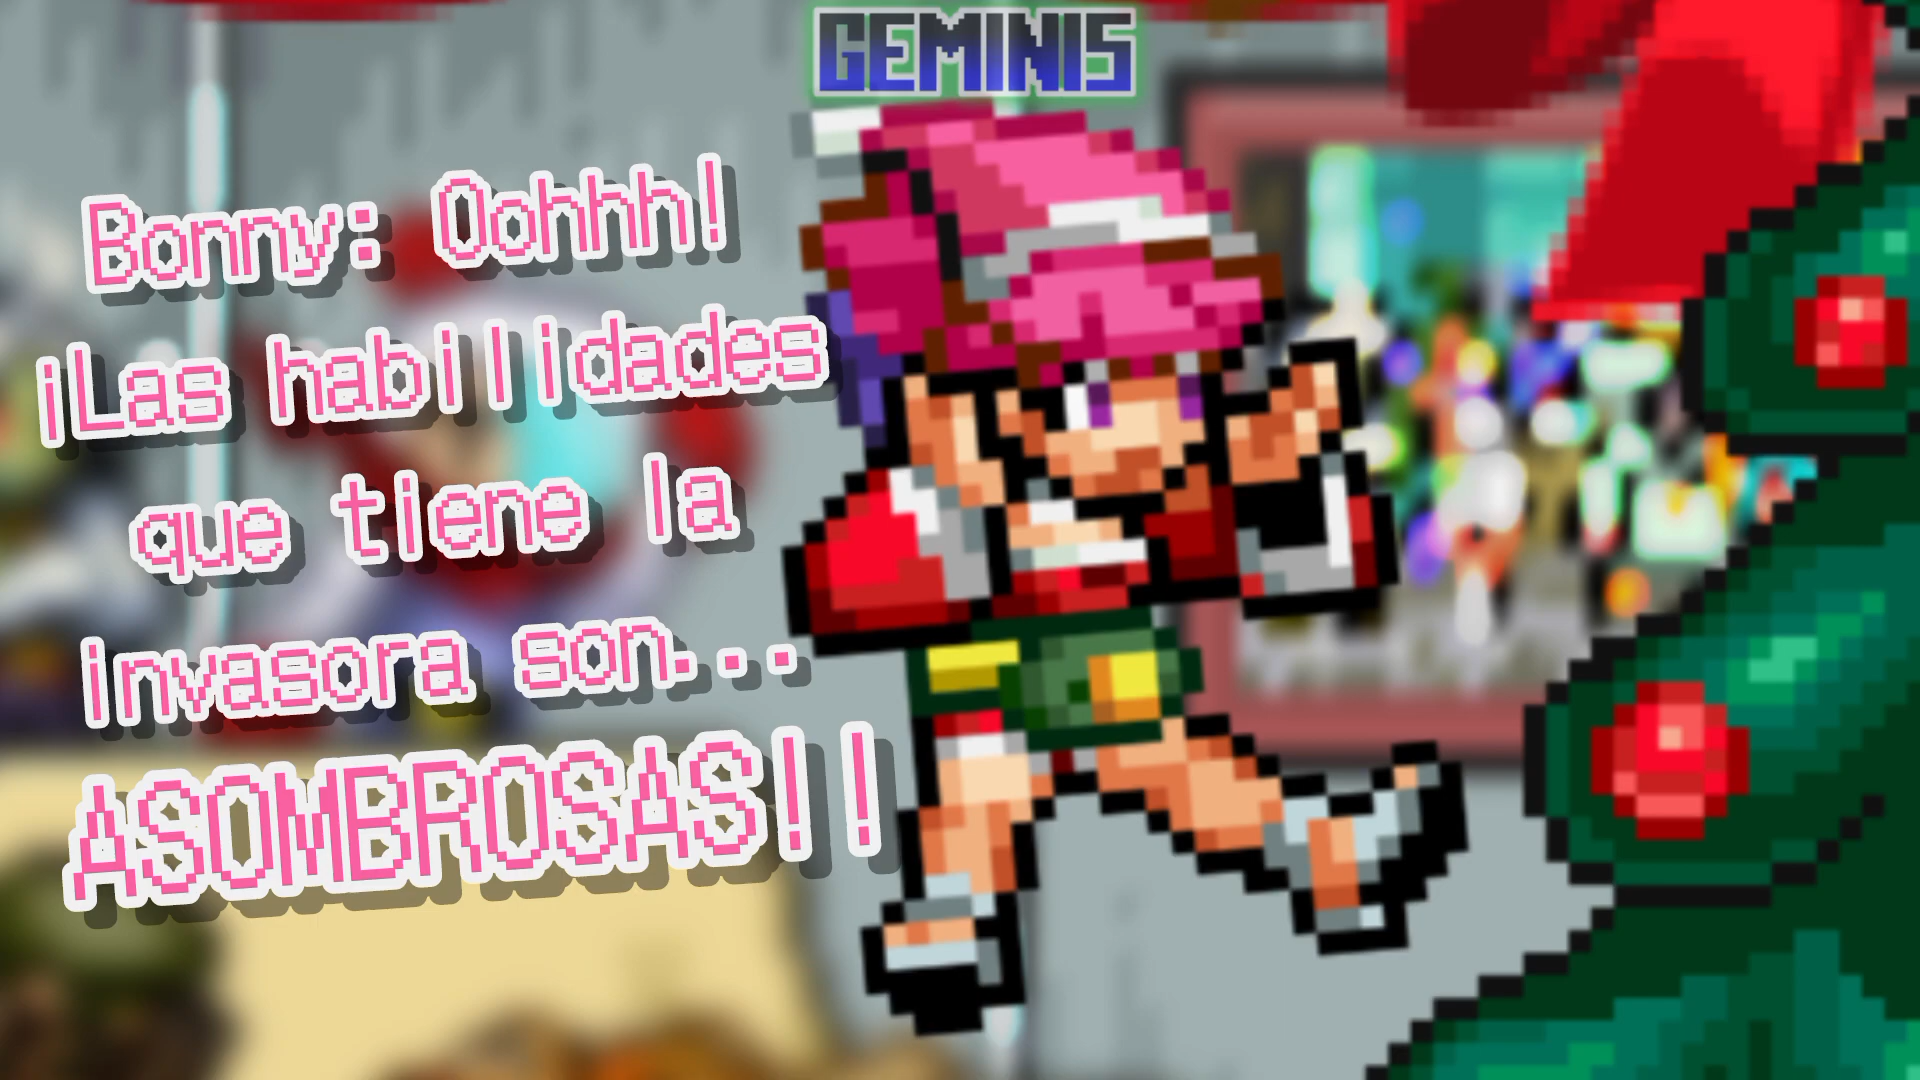 GEMINIS
Bonny: Oohhh!
¡Las habilidades
que tiene la
invasora son...
ASOMBROSAS!!